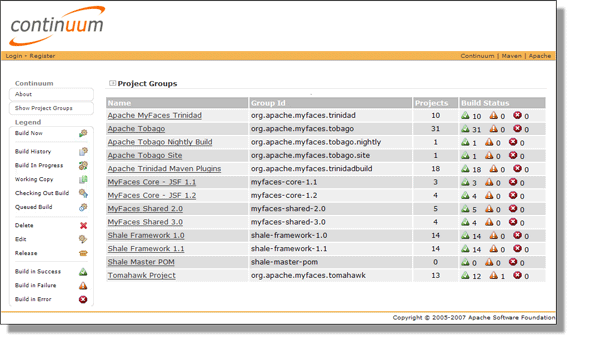 continuum
Login - Register
Continuum | Maven | Apache
Continuum
About
Show Project Groups
Legend
Build Now
Build History
Build In Progress
Working Copy
Checking Out Build
Queued Build
Delete
Edit
Release
Build in Success
Build in Failure
Build in Error
Project Groups
Name Group Id Projects Build Status
Apache MyFaces Trinidad org.apache.myfaces.trinidad 10 10 0 0
Apache Tobago org.apache.myfaces.tobago 31 31 0 0
Apache Tobago Nightly Build org.apache.myfaces.tobago.nightly 1 1 0 0
Apache Tobago Site org.apache.myfaces.tobago.site 1 1 0 0
Apache Trinidad Maven Plugins org.apache.myfaces.trinidadbuild 18 18 0 0
MyFaces Core - JSF 1.1 myfaces-core-1.1 3 3 0 0
MyFaces Core - JSF 1.2 myfaces-core-1.2 4 4 0 0
MyFaces Shared 2.0 myfaces-shared-2.0 5 5 0 0
MyFaces Shared 3.0 myfaces-shared-3.0 4 4 0 0
Shale Framework 1.0 shale-framework-1.0 14 14 0 0
Shale Framework 1.1 shale-framework-1.1 14 14 0 0
Shale Master POM shale-master-pom 0 0 0 0
Tomahawk Project org.apache.myfaces.tomahawk 13 12 1 0
Copyright © 2005-2007 Apache Software Foundation